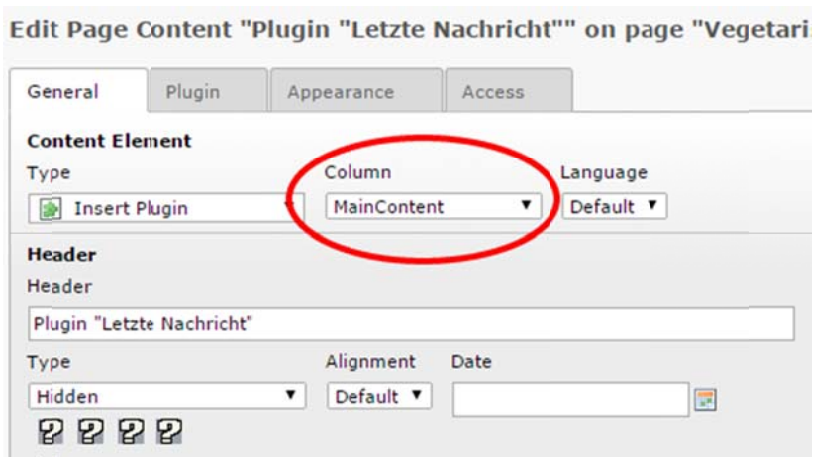 Edit Page Content "Plugin "Letzte Nachricht"" on page "Vegetari
General Plugin Appearance Access
Content Element
Type Column Language
Insert Plugin MainContent Default
Header
Header
Plugin "Letzte Nachricht"
Type Alignment Date
Hidden Default